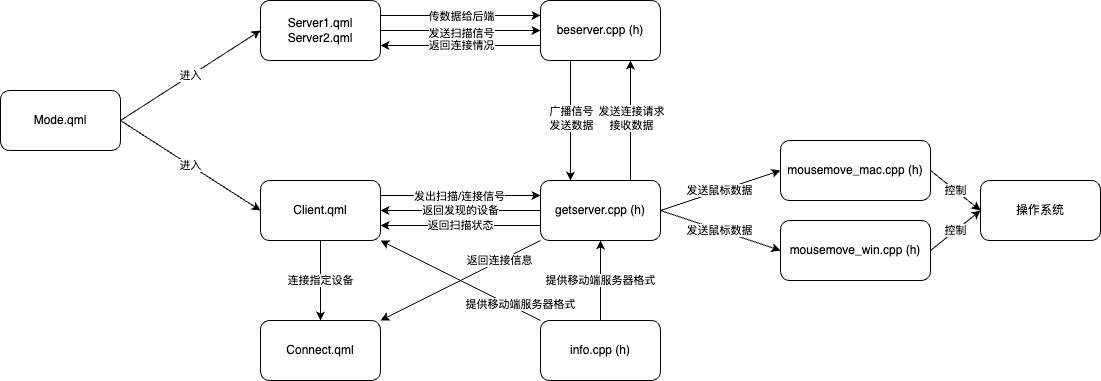 Server1.qml
Server2.qml
传数据给后端
发送扫描信号
返回连接情况
beserver.cpp (h)
进入
Mode.qml
广播信号
发送数据
发送连接请求
接收数据
进入
Client.qml
发出扫描/连接信号
返回发现的设备
返回扫描状态
getserver.cpp (h)
发送鼠标数据
发送鼠标数据
mousemove_mac.cpp (h)
mousemove_win.cpp (h)
控制
控制
操作系统
返回连接信息
连接指定设备
提供移动端服务器格式
提供移动端服务器格式
Connect.qml
info.cpp (h)